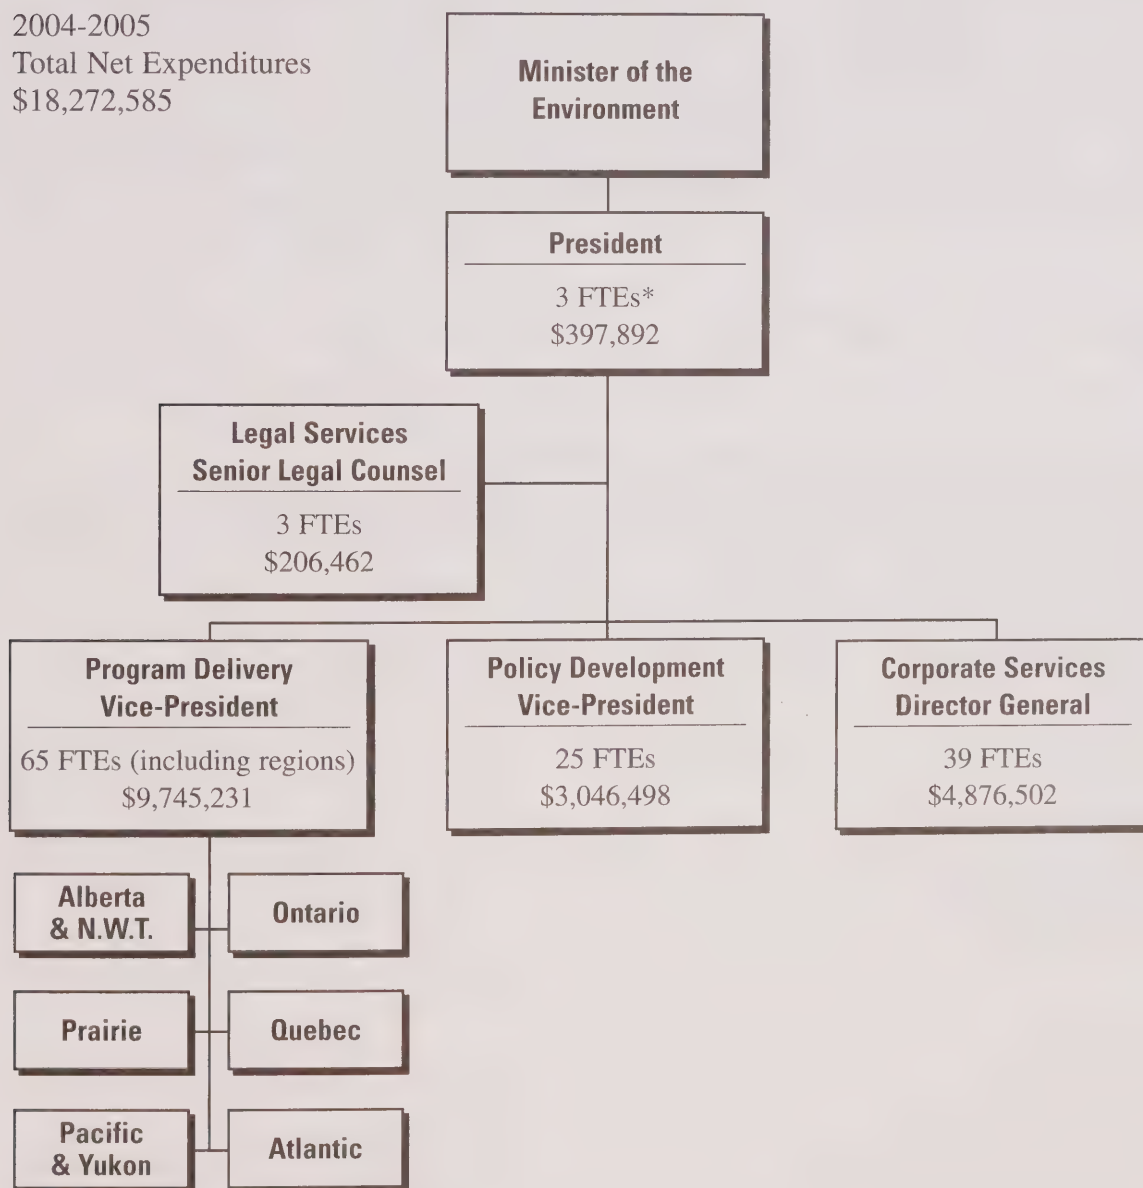 2004-2005
Total Net Expenditures
$18,272,585
Minister of the
Environment
President
3 FTEs*
$397,892
Legal Services
Senior Legal Counsel
3 FTEs
$206,462
Program Delivery
Vice-President
65 FTEs (including regions)
$9,745,231
Policy Development
Vice-President
25 FTEs
$3,046,498
Corporate Services
Director General
39 FTEs
$4,876,502
Alberta
& N.W.T.
Ontario
Prairie
Quebec
Pacific
& Yukon
Atlantic